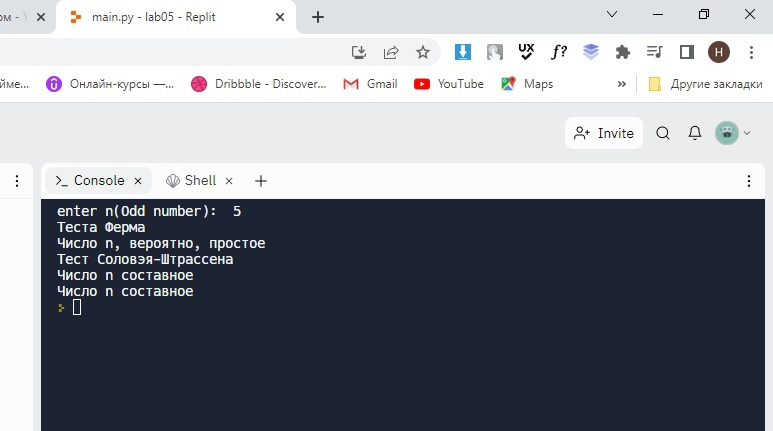 ом - Y
main.py - lab05 - Replit
UX
f?
H
йме...
Онлайн-курсы —...
Dribbble - Discover...
Gmail
YouTube
Maps
»
Другие закладки
Invite
Console
Shell
enter n(Odd number):  5
Теста Ферма
Число n, вероятно, простое
Тест Соловэя-Штрассена
Число n составное
Число n составное